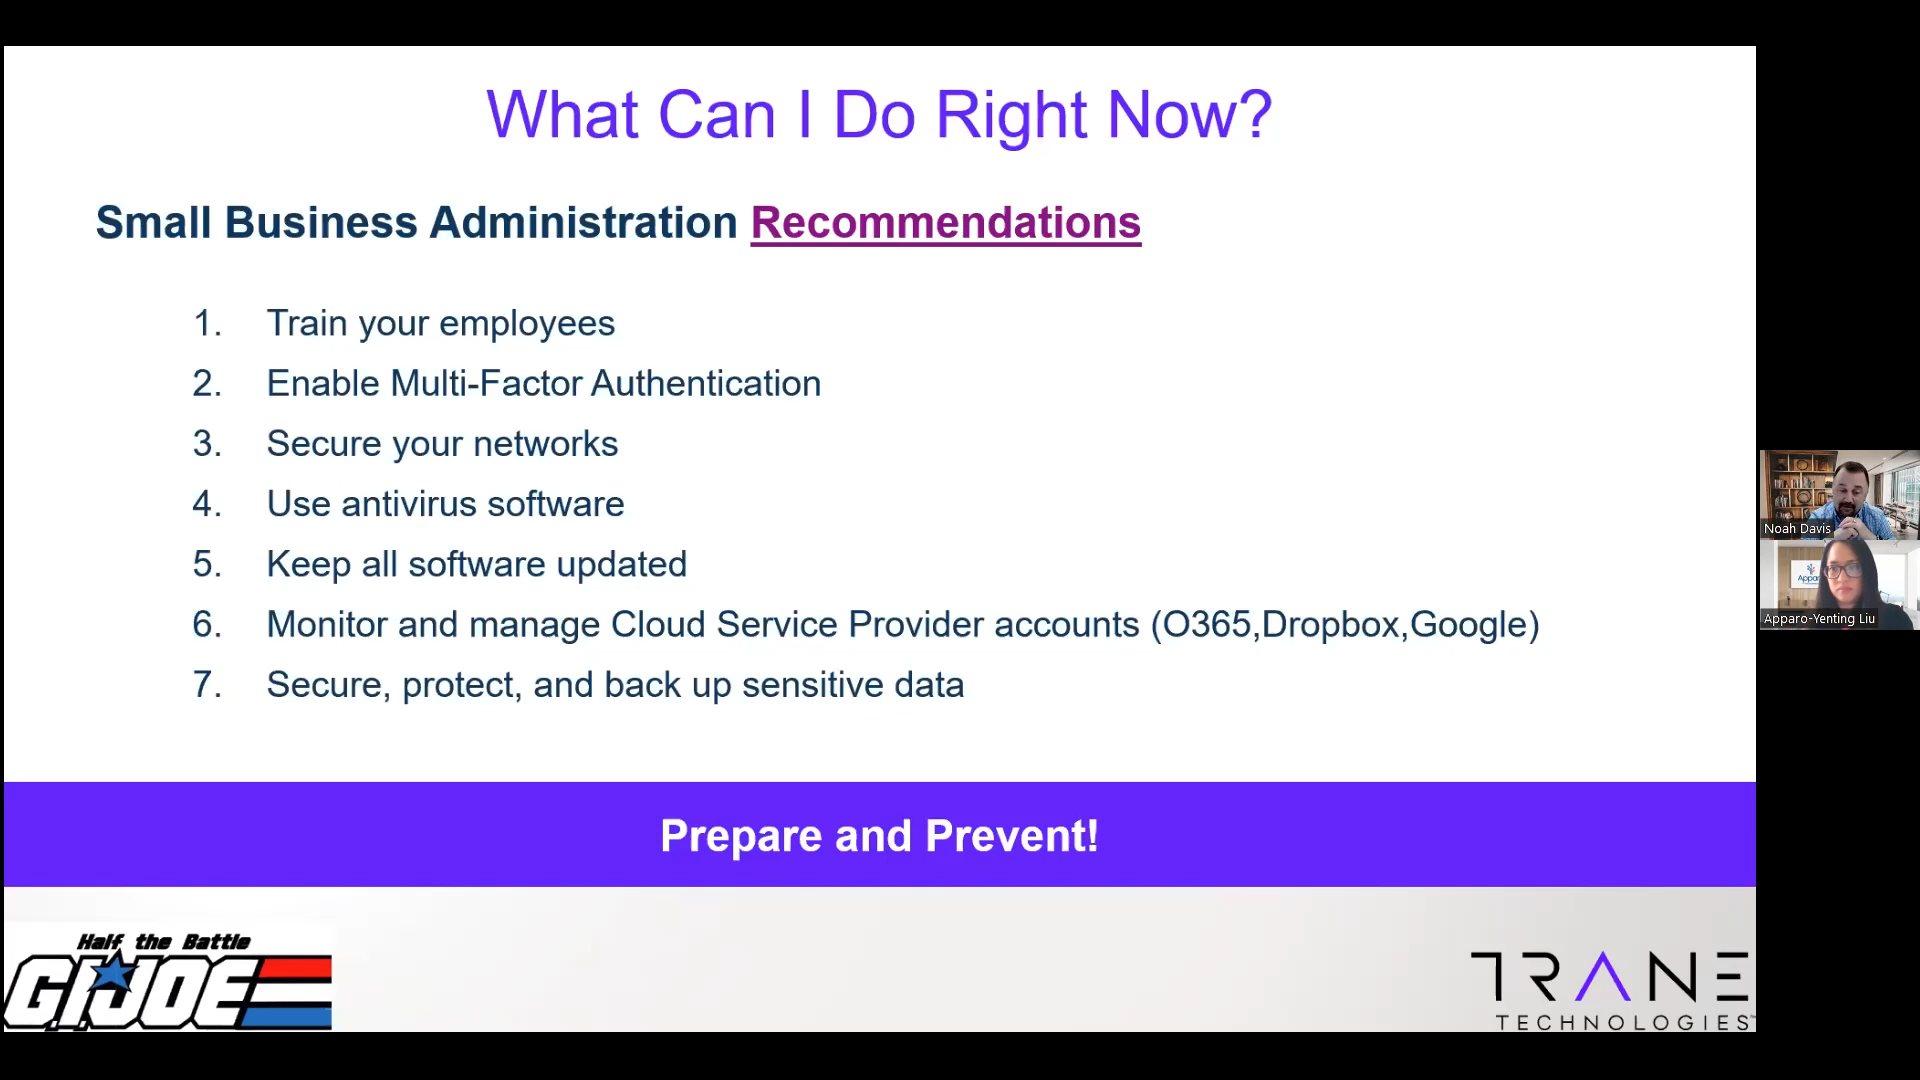 What Can I Do Right Now?
Small Business Administration Recommendations
1. Train your employees
2. Enable Multi-Factor Authentication
3. Secure your networks
4. Use antivirus software
5. Keep all software updated
6. Monitor and manage Cloud Service Provider accounts (O365,Dropbox,Google)
7. Secure, protect, and back up sensitive data
Prepare and Prevent!
Half the Battle
G.I.JOE
TRANE
TECHNOLOGIES
Noah Davis
Appar
Apparo-Yenting Liu